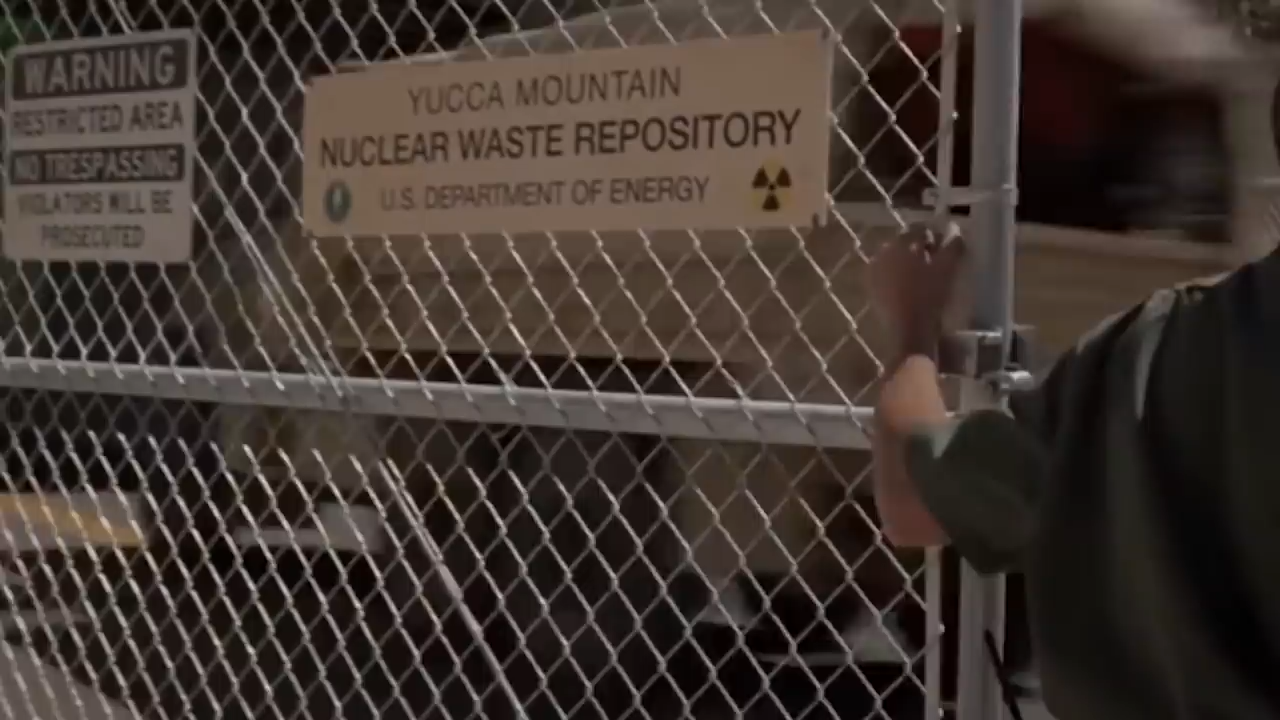 WARNING
RESTRICTED AREA
NO TRESPASSING
VIOLATORS WILL BE
PROSECUTED
YUCCA MOUNTAIN
NUCLEAR WASTE REPOSITORY
U.S. DEPARTMENT OF ENERGY